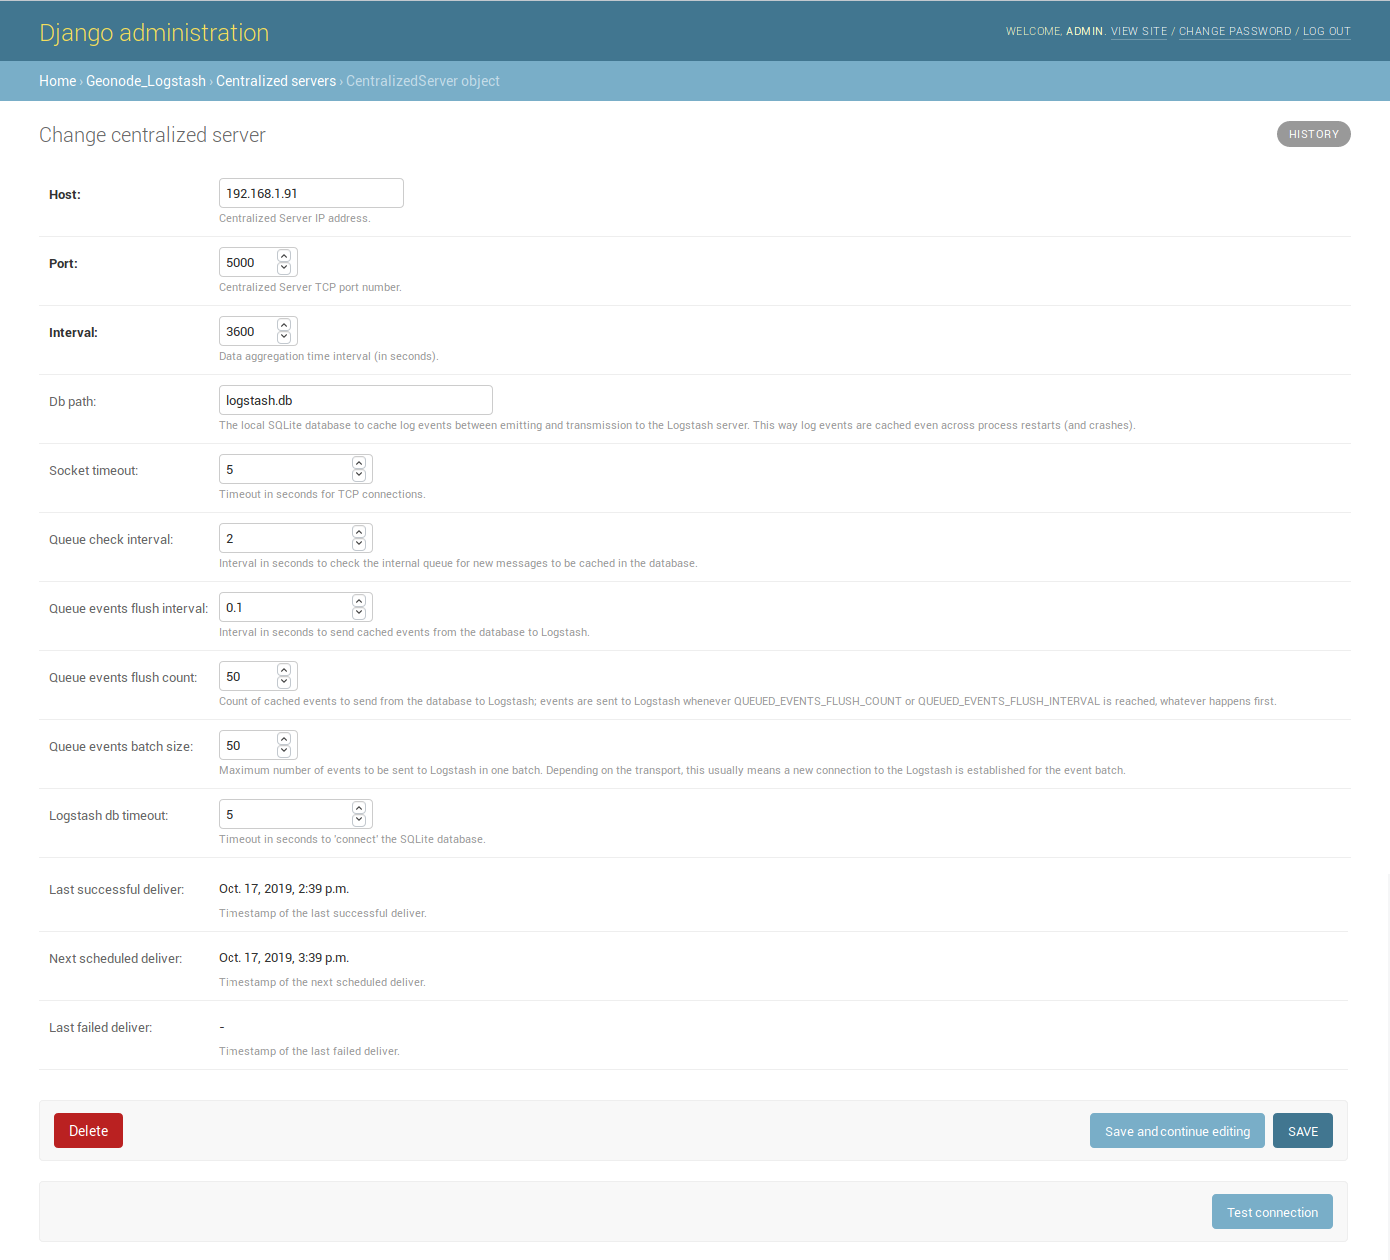 Django administration
WELCOME, ADMIN. VIEW SITE / CHANGE PASSWORD / LOG OUT
Home › Geonode_Logstash › Centralized servers › CentralizedServer object
Change centralized server
HISTORY
Host:
192.168.1.91
Centralized Server IP address.
Port:
5000
Centralized Server TCP port number.
Interval:
3600
Data aggregation time interval (in seconds).
Db path:
logstash.db
The local SQLite database to cache log events between emitting and transmission to the Logstash server. This way log events are cached even across process restarts (and crashes).
Socket timeout:
5
Timeout in seconds for TCP connections.
Queue check interval:
2
Interval in seconds to check the internal queue for new messages to be cached in the database.
Queue events flush interval:
0.1
Interval in seconds to send cached events from the database to Logstash.
Queue events flush count:
50
Count of cached events to send from the database to Logstash; events are sent to Logstash whenever QUEUED_EVENTS_FLUSH_COUNT or QUEUED_EVENTS_FLUSH_INTERVAL is reached, whatever happens first.
Queue events batch size:
50
Maximum number of events to be sent to Logstash in one batch. Depending on the transport, this usually means a new connection to the Logstash is established for the event batch.
Logstash db timeout:
5
Timeout in seconds to 'connect' the SQLite database.
Last successful deliver:
Oct. 17, 2019, 2:39 p.m.
Timestamp of the last successful deliver.
Next scheduled deliver:
Oct. 17, 2019, 3:39 p.m.
Timestamp of the next scheduled deliver.
Last failed deliver:
-
Timestamp of the last failed deliver.
Delete
Save and continue editing
SAVE
Test connection